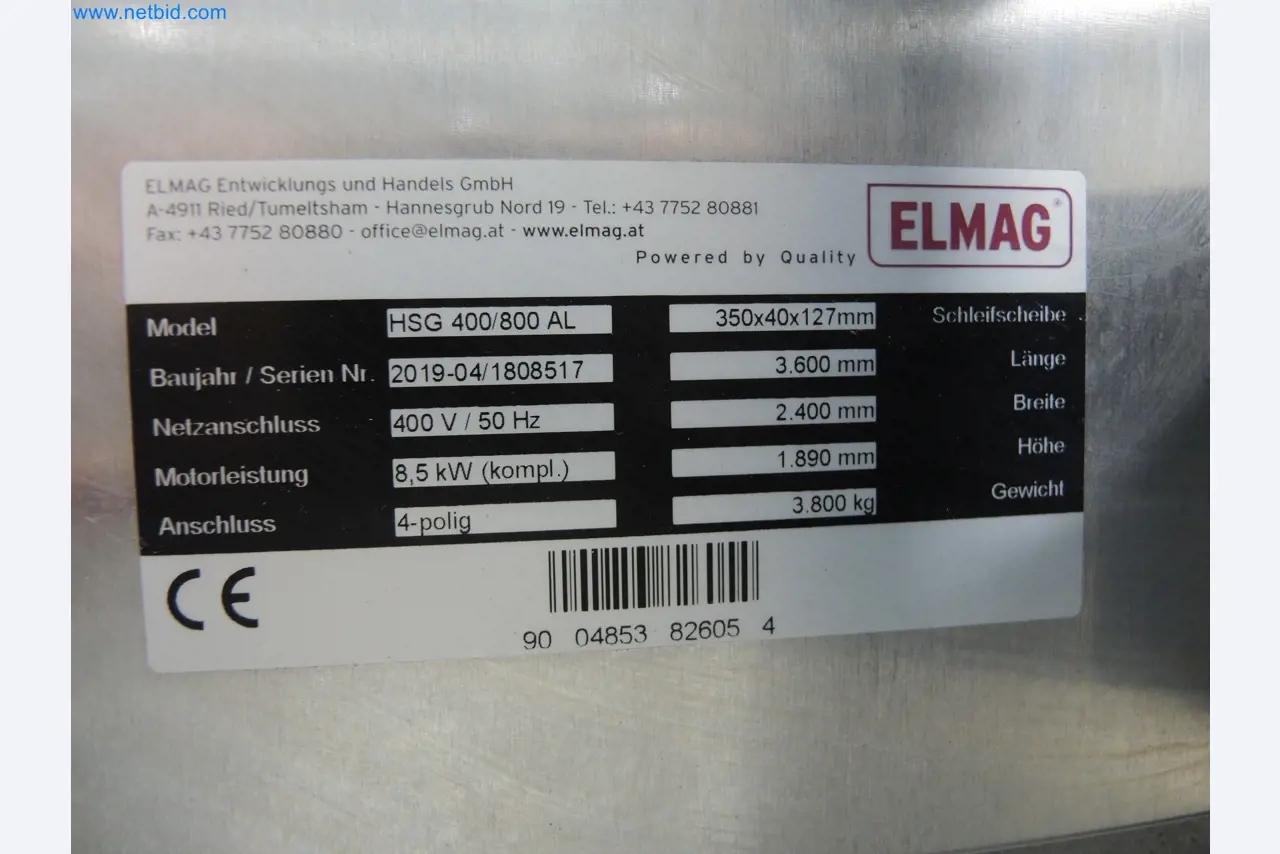 www.netbid.com
ELMAG Entwicklungs und Handels GmbH
A-4911 Ried/Tumeltsham - Hannesgrub Nord 19 - Tel.: +43 7752 80881
Fax: +43 7752 80880 - office@elmag.at - www.elmag.at
Powered by Quality
ELMAG®
Model HSG 400/800 AL 350x40x127mm Schleifscheibe
Baujahr / Serien Nr. 2019-04/1808517 3.600 mm Länge
Netzanschluss 400 V / 50 Hz 2.400 mm Breite
Motorleistung 8,5 kW (kompl.) 1.890 mm Höhe
Anschluss 4-polig 3.800 kg Gewicht
CE
90 04853 82605 4